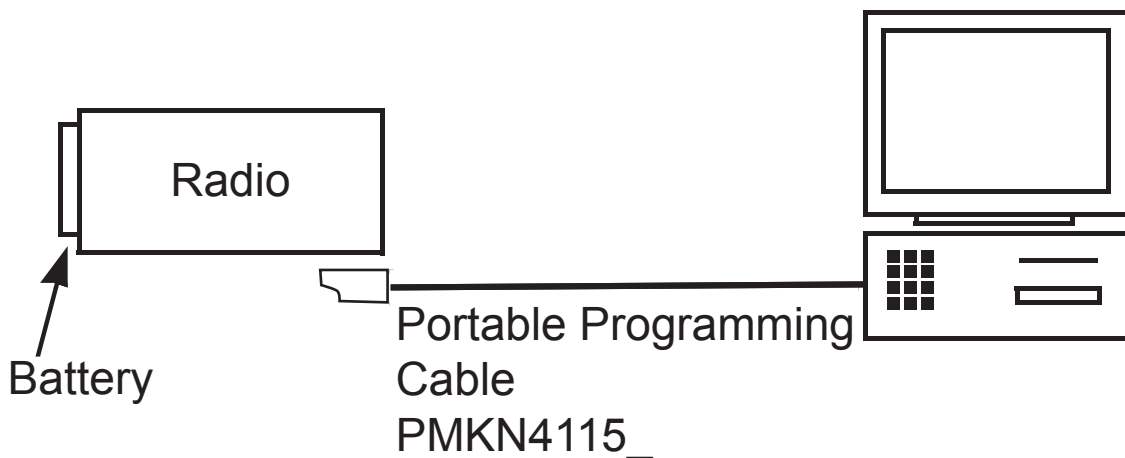 Radio
Battery
Portable Programming
Cable
PMKN4115_